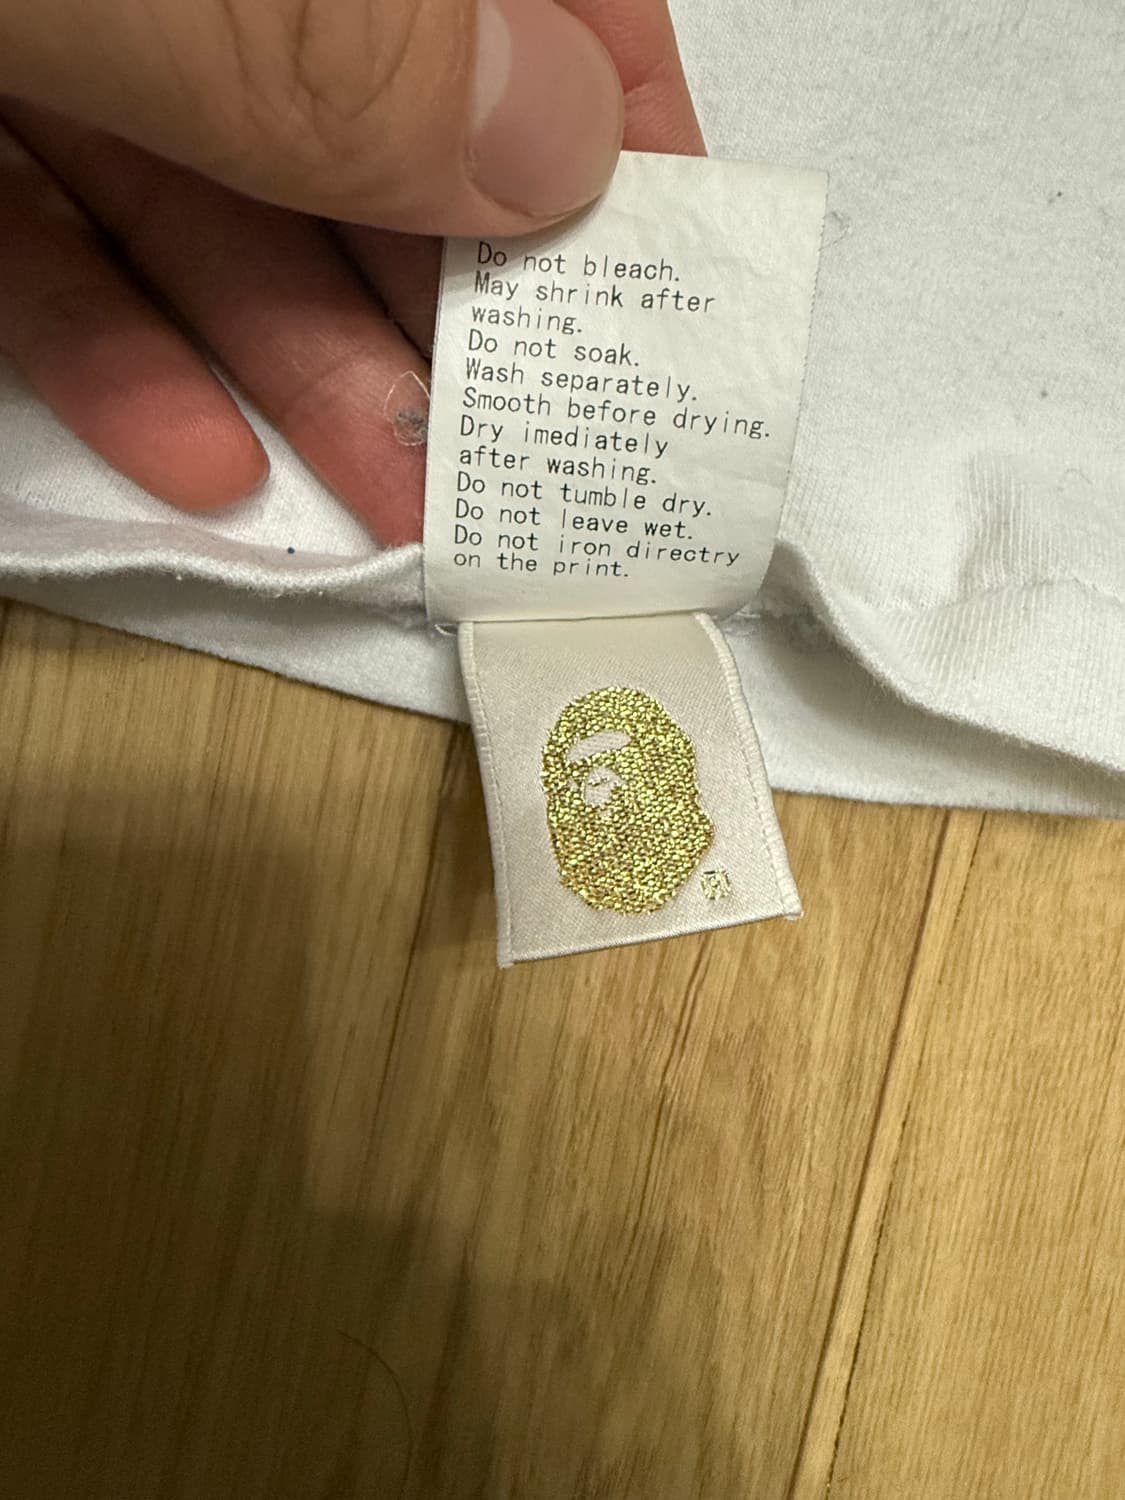 Do not bleach.
May shrink after
washing.
Do not soak.
Wash separately.
Smooth before drying.
Dry imediately
after washing.
Do not tumble dry.
Do not leave wet.
Do not iron directry
on the print.
®